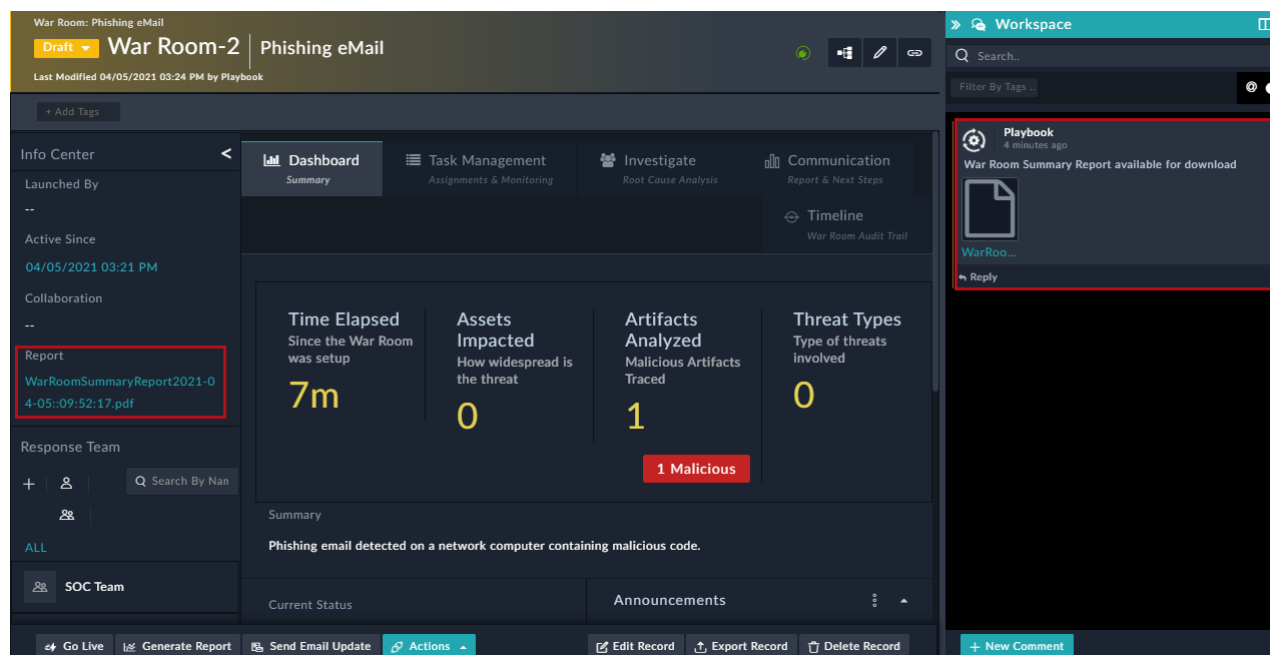 War Room: Phishing eMail
Draft
War Room-2
Phishing eMail
Last Modified 04/05/2021 03:24 PM by Playbook
+ Add Tags
Info Center
Launched By
--
Active Since
04/05/2021 03:21 PM
Collaboration
--
Report
WarRoomSummaryReport2021-0
4-05::09:52:17.pdf
Response Team
Search By Nan
ALL
SOC Team
Dashboard
Summary
Task Management
Assignments & Monitoring
Investigate
Root Cause Analysis
Communication
Report & Next Steps
Timeline
War Room Audit Trail
Time Elapsed
Since the War Room
was setup
7m
Assets
Impacted
How widespread is
the threat
0
Artifacts
Analyzed
Malicious Artifacts
Traced
1
1 Malicious
Threat Types
Type of threats
involved
0
Summary
Phishing email detected on a network computer containing malicious code.
Current Status
Announcements
Go Live
Generate Report
Send Email Update
Actions
Edit Record
Export Record
Delete Record
Workspace
Search..
Filter By Tags ..
@
Playbook
4 minutes ago
War Room Summary Report available for download
WarRoo...
Reply
+ New Comment